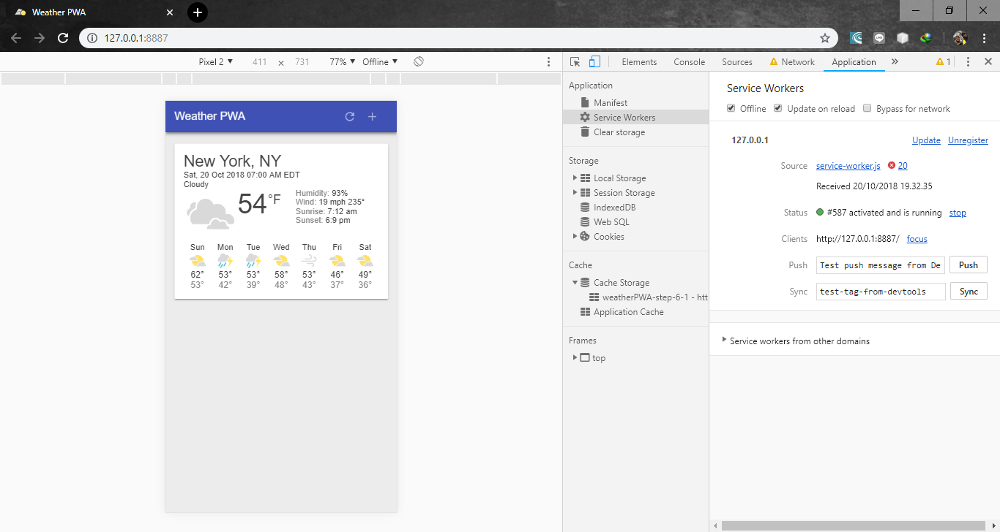 Weather PWA
127.0.0.1:8887
Pixel 2 411 × 731 77% Offline
Elements Console Sources Network Application 1
Weather PWA
New York, NY
Sat, 20 Oct 2018 07:00 AM EDT
Cloudy
54 °F
Humidity: 93%
Wind: 19 mph 235°
Sunrise: 7:12 am
Sunset: 6:9 pm
Sun Mon Tue Wed Thu Fri Sat
62° 53° 53° 58° 53° 46° 49°
53° 42° 39° 48° 43° 37° 36°
Application
Manifest
Service Workers
Clear storage
Storage
Local Storage
Session Storage
IndexedDB
Web SQL
Cookies
Cache
Cache Storage
weatherPWA-step-6-1 - htt
Application Cache
Frames
top
Service Workers
Offline Update on reload Bypass for network
127.0.0.1 Update Unregister
Source service-worker.js 20
Received 20/10/2018 19.32.35
Status #587 activated and is running stop
Clients http://127.0.0.1:8887/ focus
Push Test push message from De Push
Sync test-tag-from-devtools Sync
Service workers from other domains